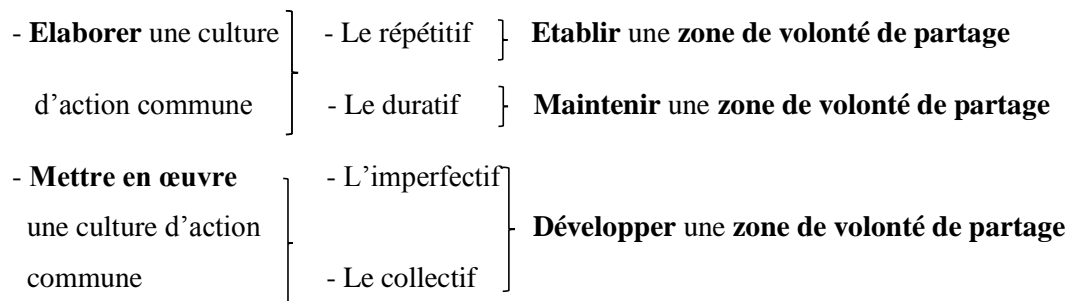 - Elaborer une culture - Le répétitif Etablir une zone de volonté de partage
d’action commune - Le duratif Maintenir une zone de volonté de partage
- Mettre en œuvre - L’imperfectif
une culture d’action Développer une zone de volonté de partage
commune - Le collectif